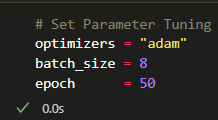 # Set Parameter Tuning
optimizers = "adam"
batch_size = 8
epoch      = 50
✓ 0.0s